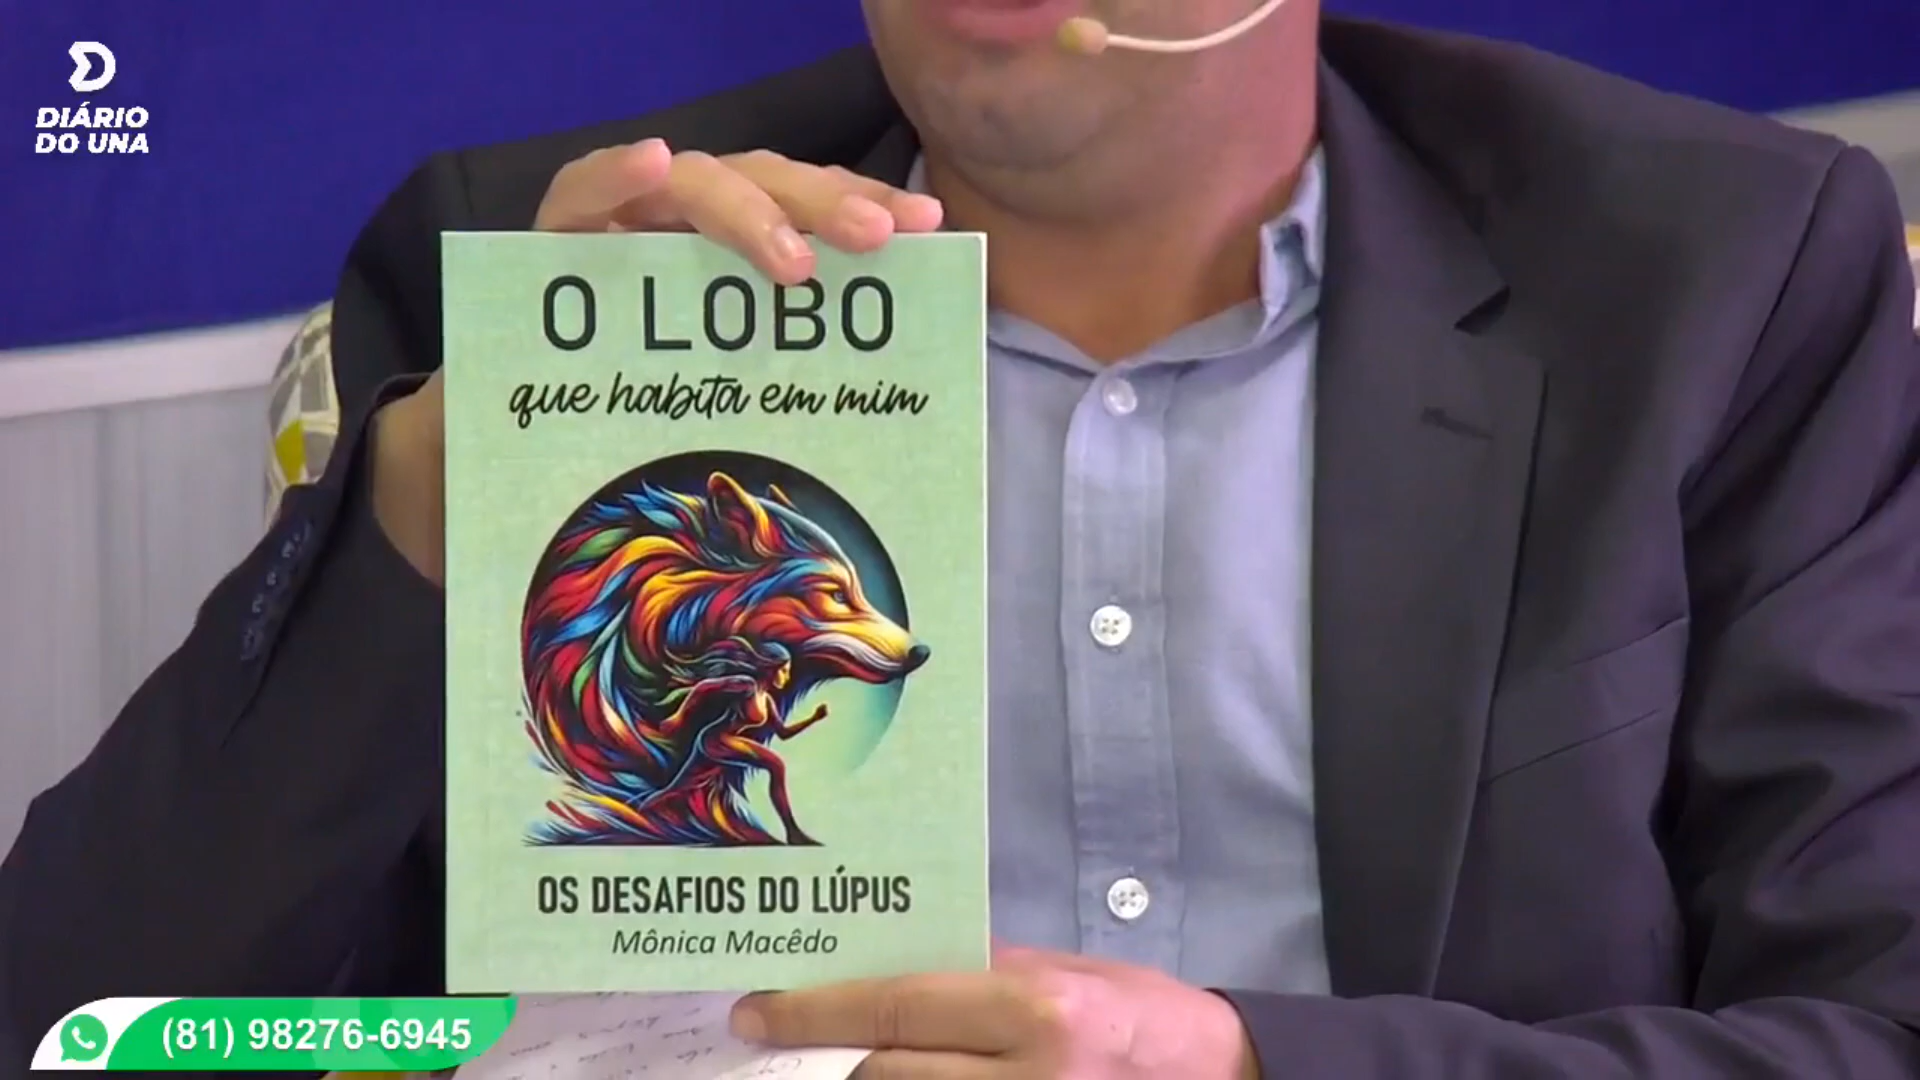 DIÁRIO
DO UNA
O LOBO
que habita em mim
OS DESAFIOS DO LÚPUS
Mônica Macêdo
(81) 98276-6945